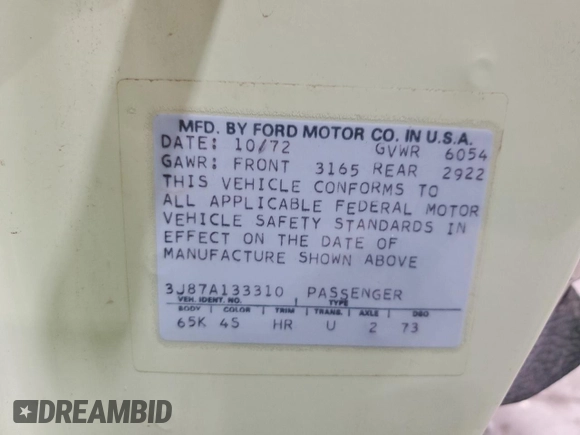 MFD. BY FORD MOTOR CO. IN U.S.A.
DATE: 10/72 GVWR 6054
GAWR: FRONT 3165 REAR 2922
THIS VEHICLE CONFORMS TO
ALL APPLICABLE FEDERAL MOTOR
VEHICLE SAFETY STANDARDS IN
EFFECT ON THE DATE OF
MANUFACTURE SHOWN ABOVE
3J87A133310 PASSENGER
VEH. IDENT. NO. TYPE
BODY COLOR TRIM TRANS. AXLE DSO
65K 45 HR U 2 73
DREAMBID